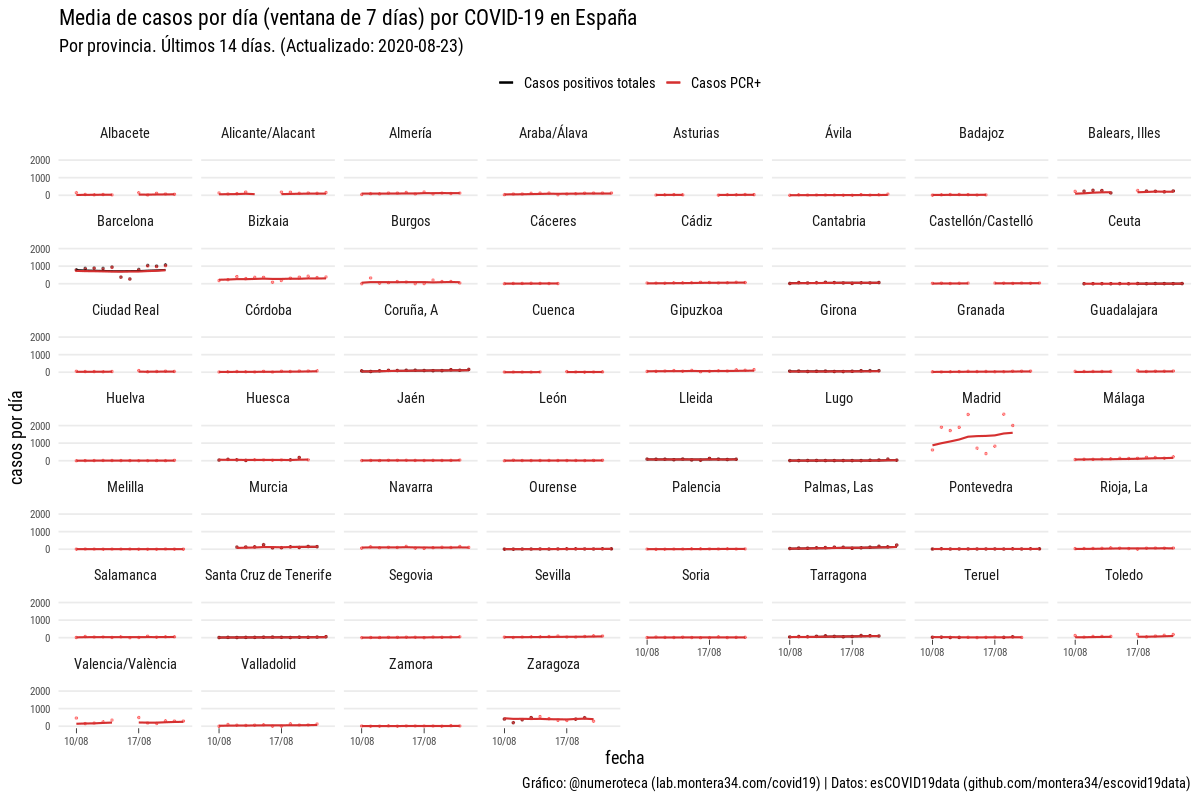 Media de casos por día (ventana de 7 días) por COVID-19 en España
Por provincia. Últimos 14 días. (Actualizado: 2020-08-23)
Casos positivos totales Casos PCR+
Albacete Alicante/Alacant Almería Araba/Álava Asturias Ávila Badajoz Balears, Illes
2000
1000
0
Barcelona Bizkaia Burgos Cáceres Cádiz Cantabria Castellón/Castelló Ceuta
2000
1000
0
Ciudad Real Córdoba Coruña, A Cuenca Gipuzkoa Girona Granada Guadalajara
2000
1000
0
Huelva Huesca Jaén León Lleida Lugo Madrid Málaga
2000
1000
0
Melilla Murcia Navarra Ourense Palencia Palmas, Las Pontevedra Rioja, La
2000
1000
0
Salamanca Santa Cruz de Tenerife Segovia Sevilla Soria Tarragona Teruel Toledo
2000
1000
0
10/08 17/08 10/08 17/08 10/08 17/08 10/08 17/08
Valencia/València Valladolid Zamora Zaragoza
2000
1000
0
10/08 17/08 10/08 17/08 10/08 17/08 10/08 17/08
casos por día
fecha
Gráfico: @numeroteca (lab.montera34.com/covid19) | Datos: esCOVID19data (github.com/montera34/escovid19data)